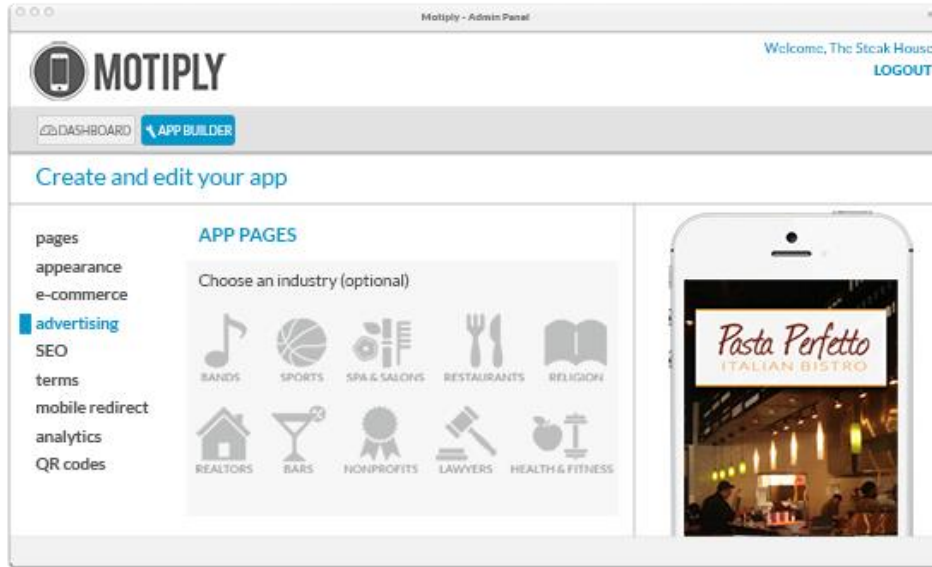 Motiply - Admin Panel
MOTIPLY
Welcome, The Steak House
LOGOUT
DASHBOARD
APP BUILDER
Create and edit your app
pages
appearance
e-commerce
advertising
SEO
terms
mobile redirect
analytics
QR codes
APP PAGES
Choose an industry (optional)
BANDS SPORTS SPA & SALONS RESTAURANTS RELIGION
REALTORS BARS NONPROFITS LAWYERS HEALTH & FITNESS
Pasta Perfetto
ITALIAN BISTRO